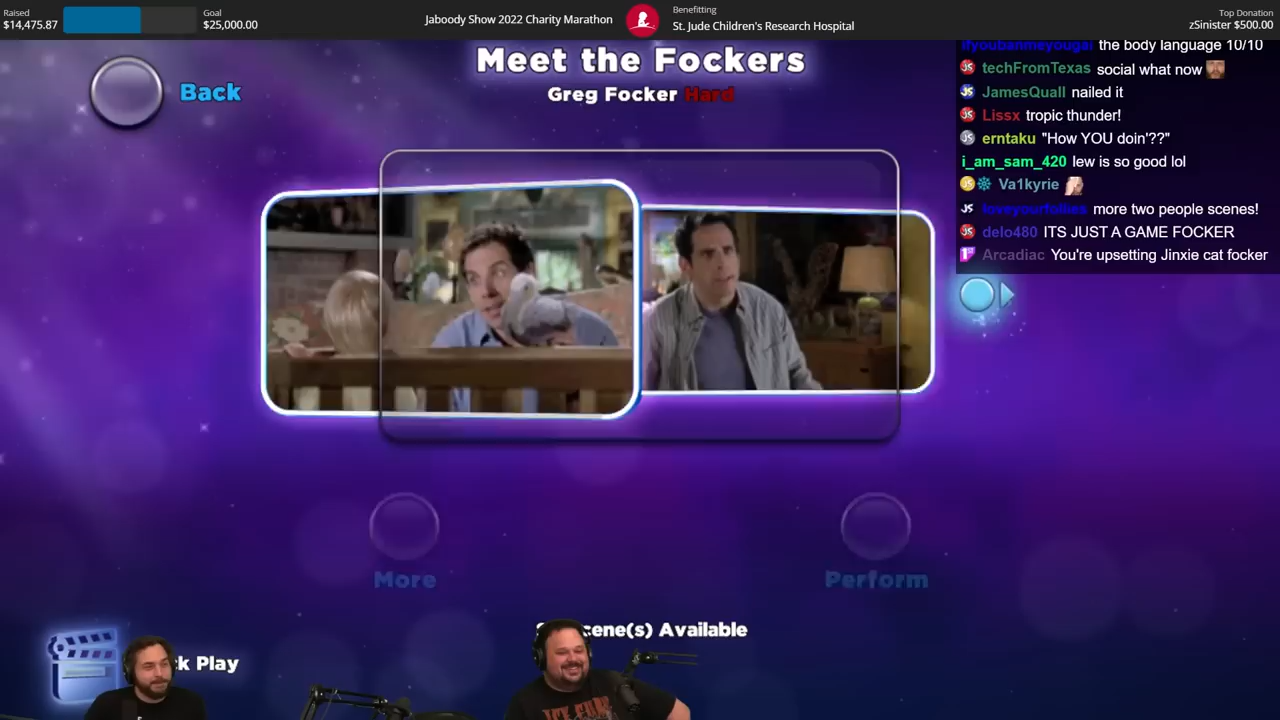 Raised
$14,475.87
Goal
$25,000.00
Jaboody Show 2022 Charity Marathon
Benefitting
St. Jude Children's Research Hospital
Top Donation
zSinister $500.00
Meet the Fockers
Greg Focker Hard
Back
ifyoubanmeyougai the body language 10/10
techFromTexas social what now
JamesQuall nailed it
Lissx tropic thunder!
erntaku "How YOU doin'??"
i_am_sam_420 lew is so good lol
Va1kyrie
loveyourfollies more two people scenes!
delo480 ITS JUST A GAME FOCKER
Arcadiac You're upsetting Jinxie cat focker
More
Perform
cene(s) Available
ck Play